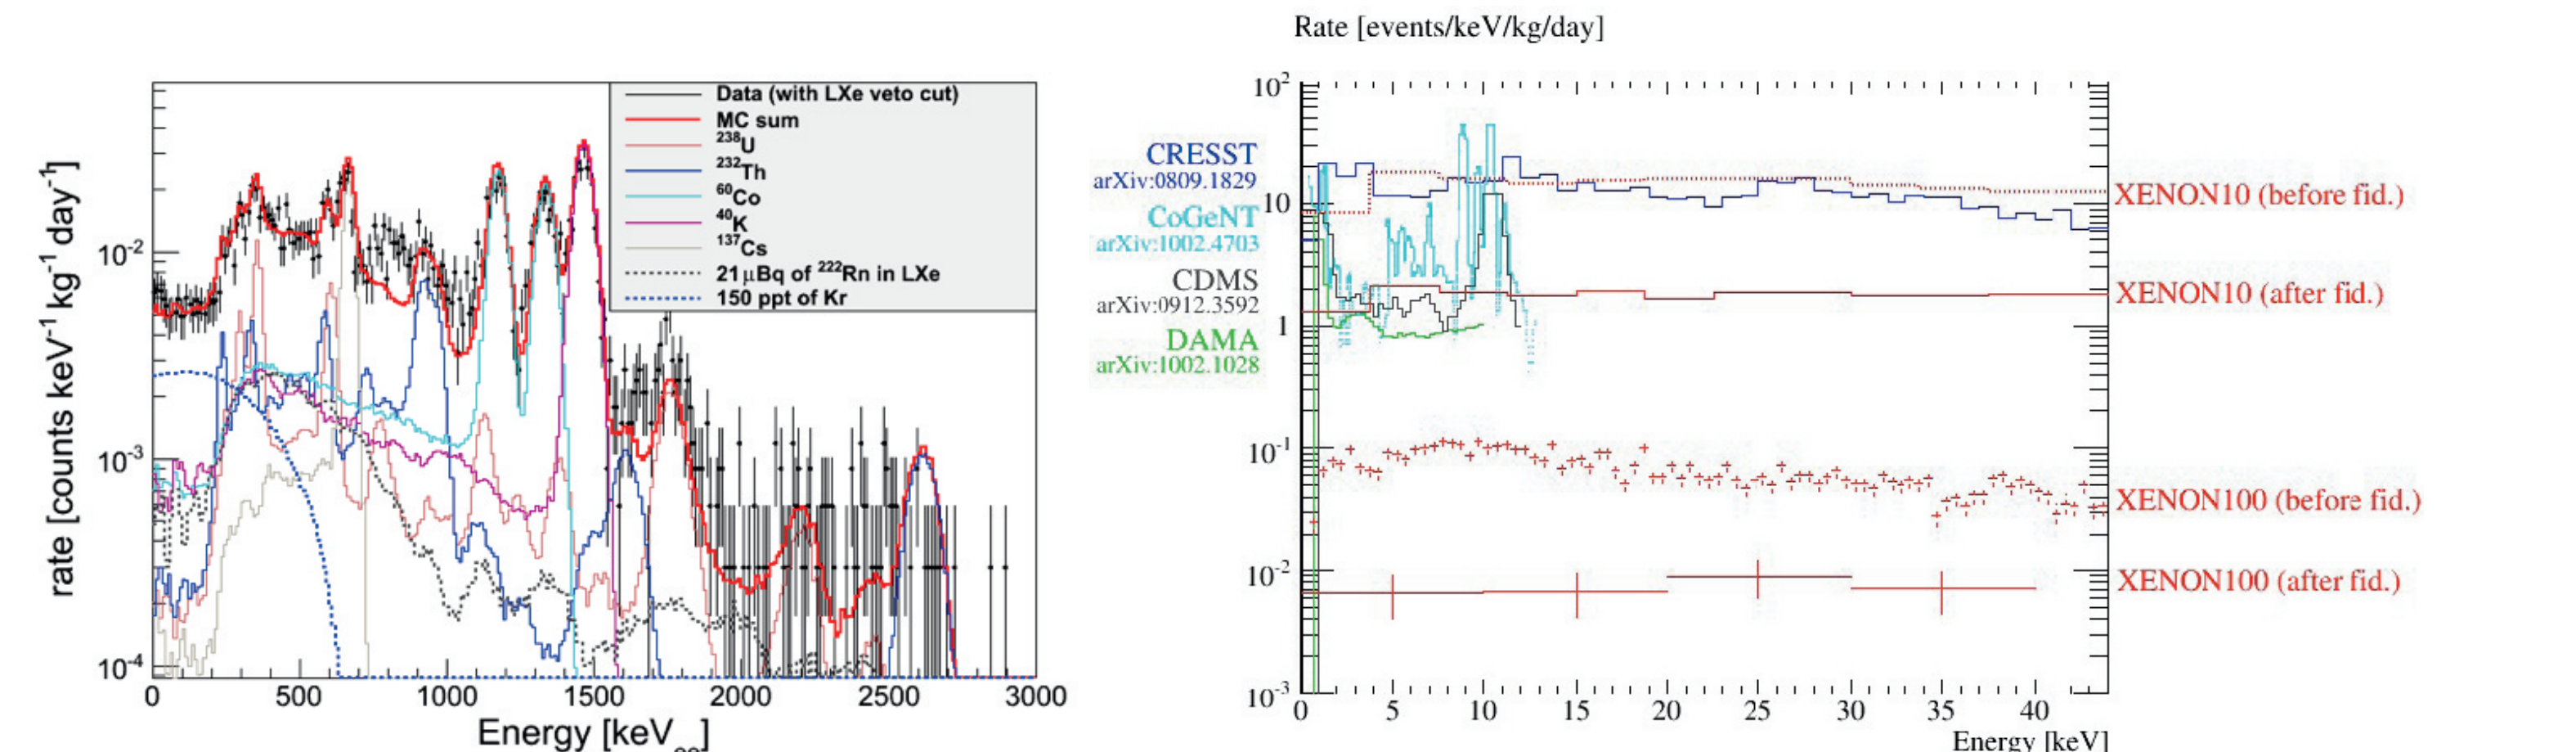 rate [counts keV⁻¹ kg⁻¹ day⁻¹]
10⁻²
10⁻³
10⁻⁴
Data (with LXe veto cut)
MC sum
²³⁸U
²³²Th
⁶⁰Co
⁴⁰K
¹³⁷Cs
21 μBq of ²²²Rn in LXe
150 ppt of Kr
0 500 1000 1500 2000 2500 3000
Energy [keV]
Rate [events/keV/kg/day]
CRESST
arXiv:0809.1829
CoGeNT
arXiv:1002.4703
CDMS
arXiv:0912.3592
DAMA
arXiv:1002.1028
10²
10
1
10⁻¹
10⁻²
10⁻³
XENON10 (before fid.)
XENON10 (after fid.)
XENON100 (before fid.)
XENON100 (after fid.)
0 5 10 15 20 25 30 35 40
Energy [keV]